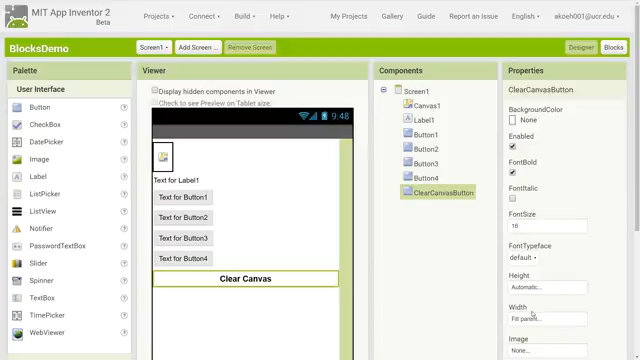 MIT App Inventor 2
Beta
Projects
Connect
Build
Help
My Projects
Gallery
Guide
Report an Issue
English
akoeh001@ucr.edu
BlocksDemo
Screen1
Add Screen ...
Remove Screen
Designer
Blocks
Palette
User Interface
Button
CheckBox
DatePicker
Image
Label
ListPicker
ListView
Notifier
PasswordTextBox
Slider
Spinner
TextBox
TimePicker
WebViewer
Viewer
Display hidden components in Viewer
Check to see Preview on Tablet size.
9:48
Text for Label1
Text for Button1
Text for Button2
Text for Button3
Text for Button4
Clear Canvas
Components
Screen1
Canvas1
Label1
Button1
Button2
Button3
Button4
ClearCanvasButton
Properties
ClearCanvasButton
BackgroundColor
None
Enabled
FontBold
FontItalic
FontSize
16
FontTypeface
default
Height
Automatic...
Width
Fill parent...
Image
None...